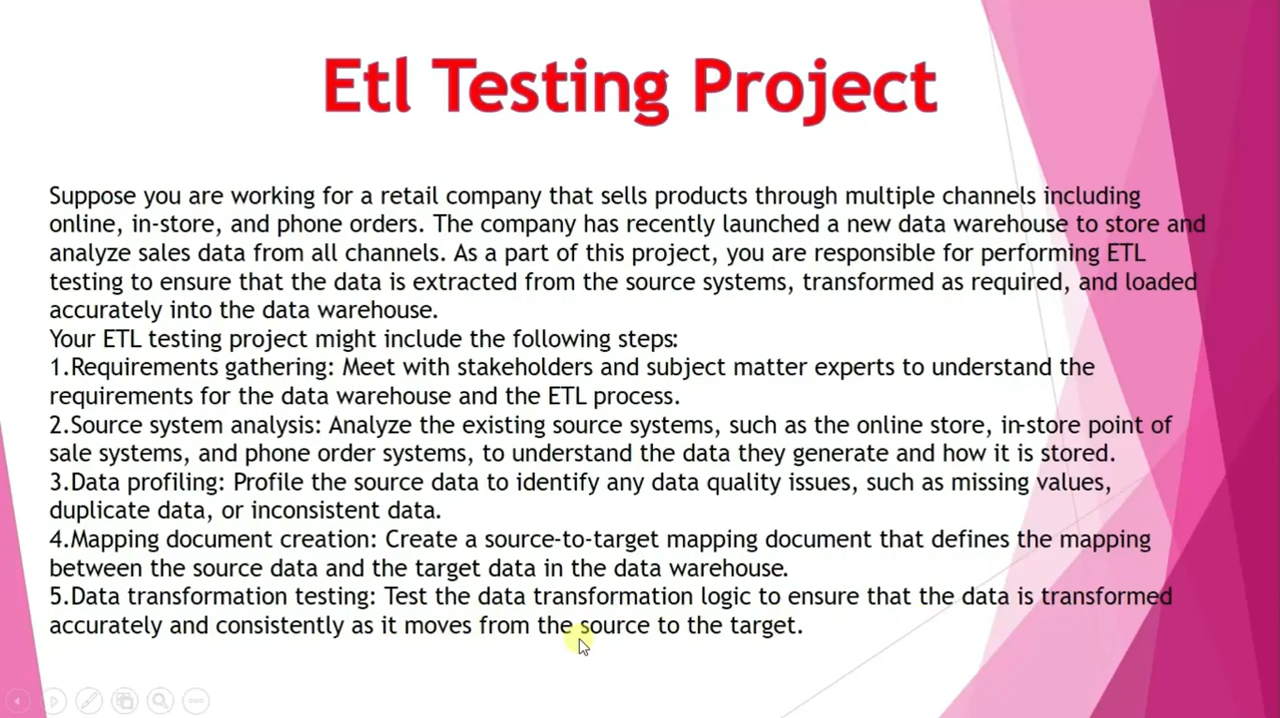 Etl Testing Project
Suppose you are working for a retail company that sells products through multiple channels including
online, in-store, and phone orders. The company has recently launched a new data warehouse to store and
analyze sales data from all channels. As a part of this project, you are responsible for performing ETL
testing to ensure that the data is extracted from the source systems, transformed as required, and loaded
accurately into the data warehouse.
Your ETL testing project might include the following steps:
1.Requirements gathering: Meet with stakeholders and subject matter experts to understand the
requirements for the data warehouse and the ETL process.
2.Source system analysis: Analyze the existing source systems, such as the online store, in-store point of
sale systems, and phone order systems, to understand the data they generate and how it is stored.
3.Data profiling: Profile the source data to identify any data quality issues, such as missing values,
duplicate data, or inconsistent data.
4.Mapping document creation: Create a source-to-target mapping document that defines the mapping
between the source data and the target data in the data warehouse.
5.Data transformation testing: Test the data transformation logic to ensure that the data is transformed
accurately and consistently as it moves from the source to the target.